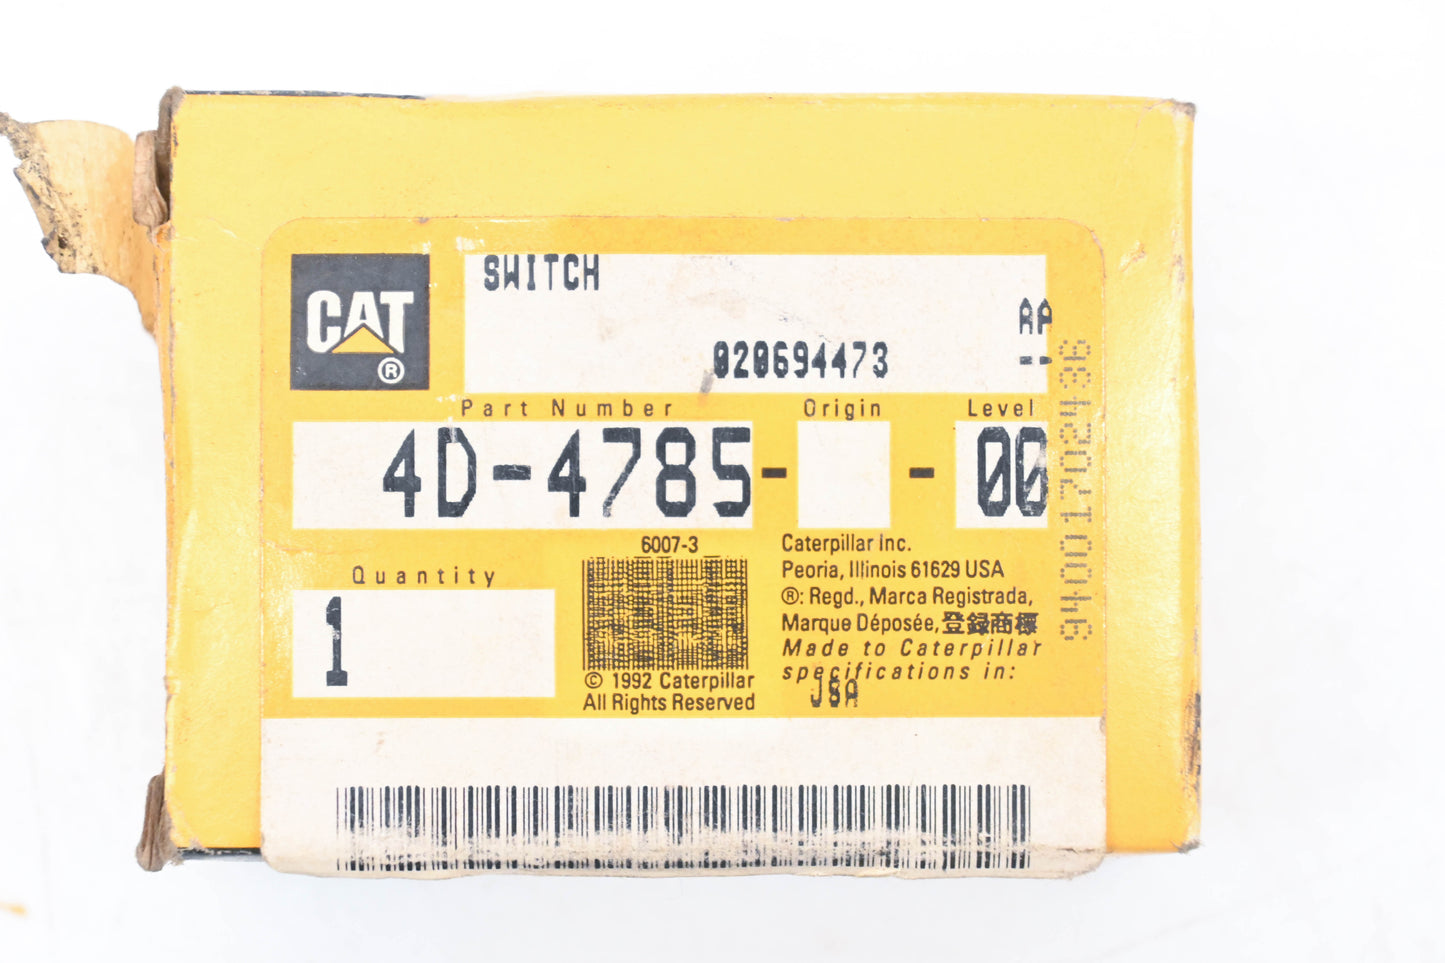 SWITCH
CAT®
AA
020694473 --
Part Number Origin Level
4D-4785- - 00
940017024 36
6007-3
Quantity
1
© 1992 Caterpillar
All Rights Reserved
Caterpillar Inc.
Peoria, Illinois 61629 USA
®: Regd., Marca Registrada,
Marque Déposée, 登録商標
Made to Caterpillar
specifications in: